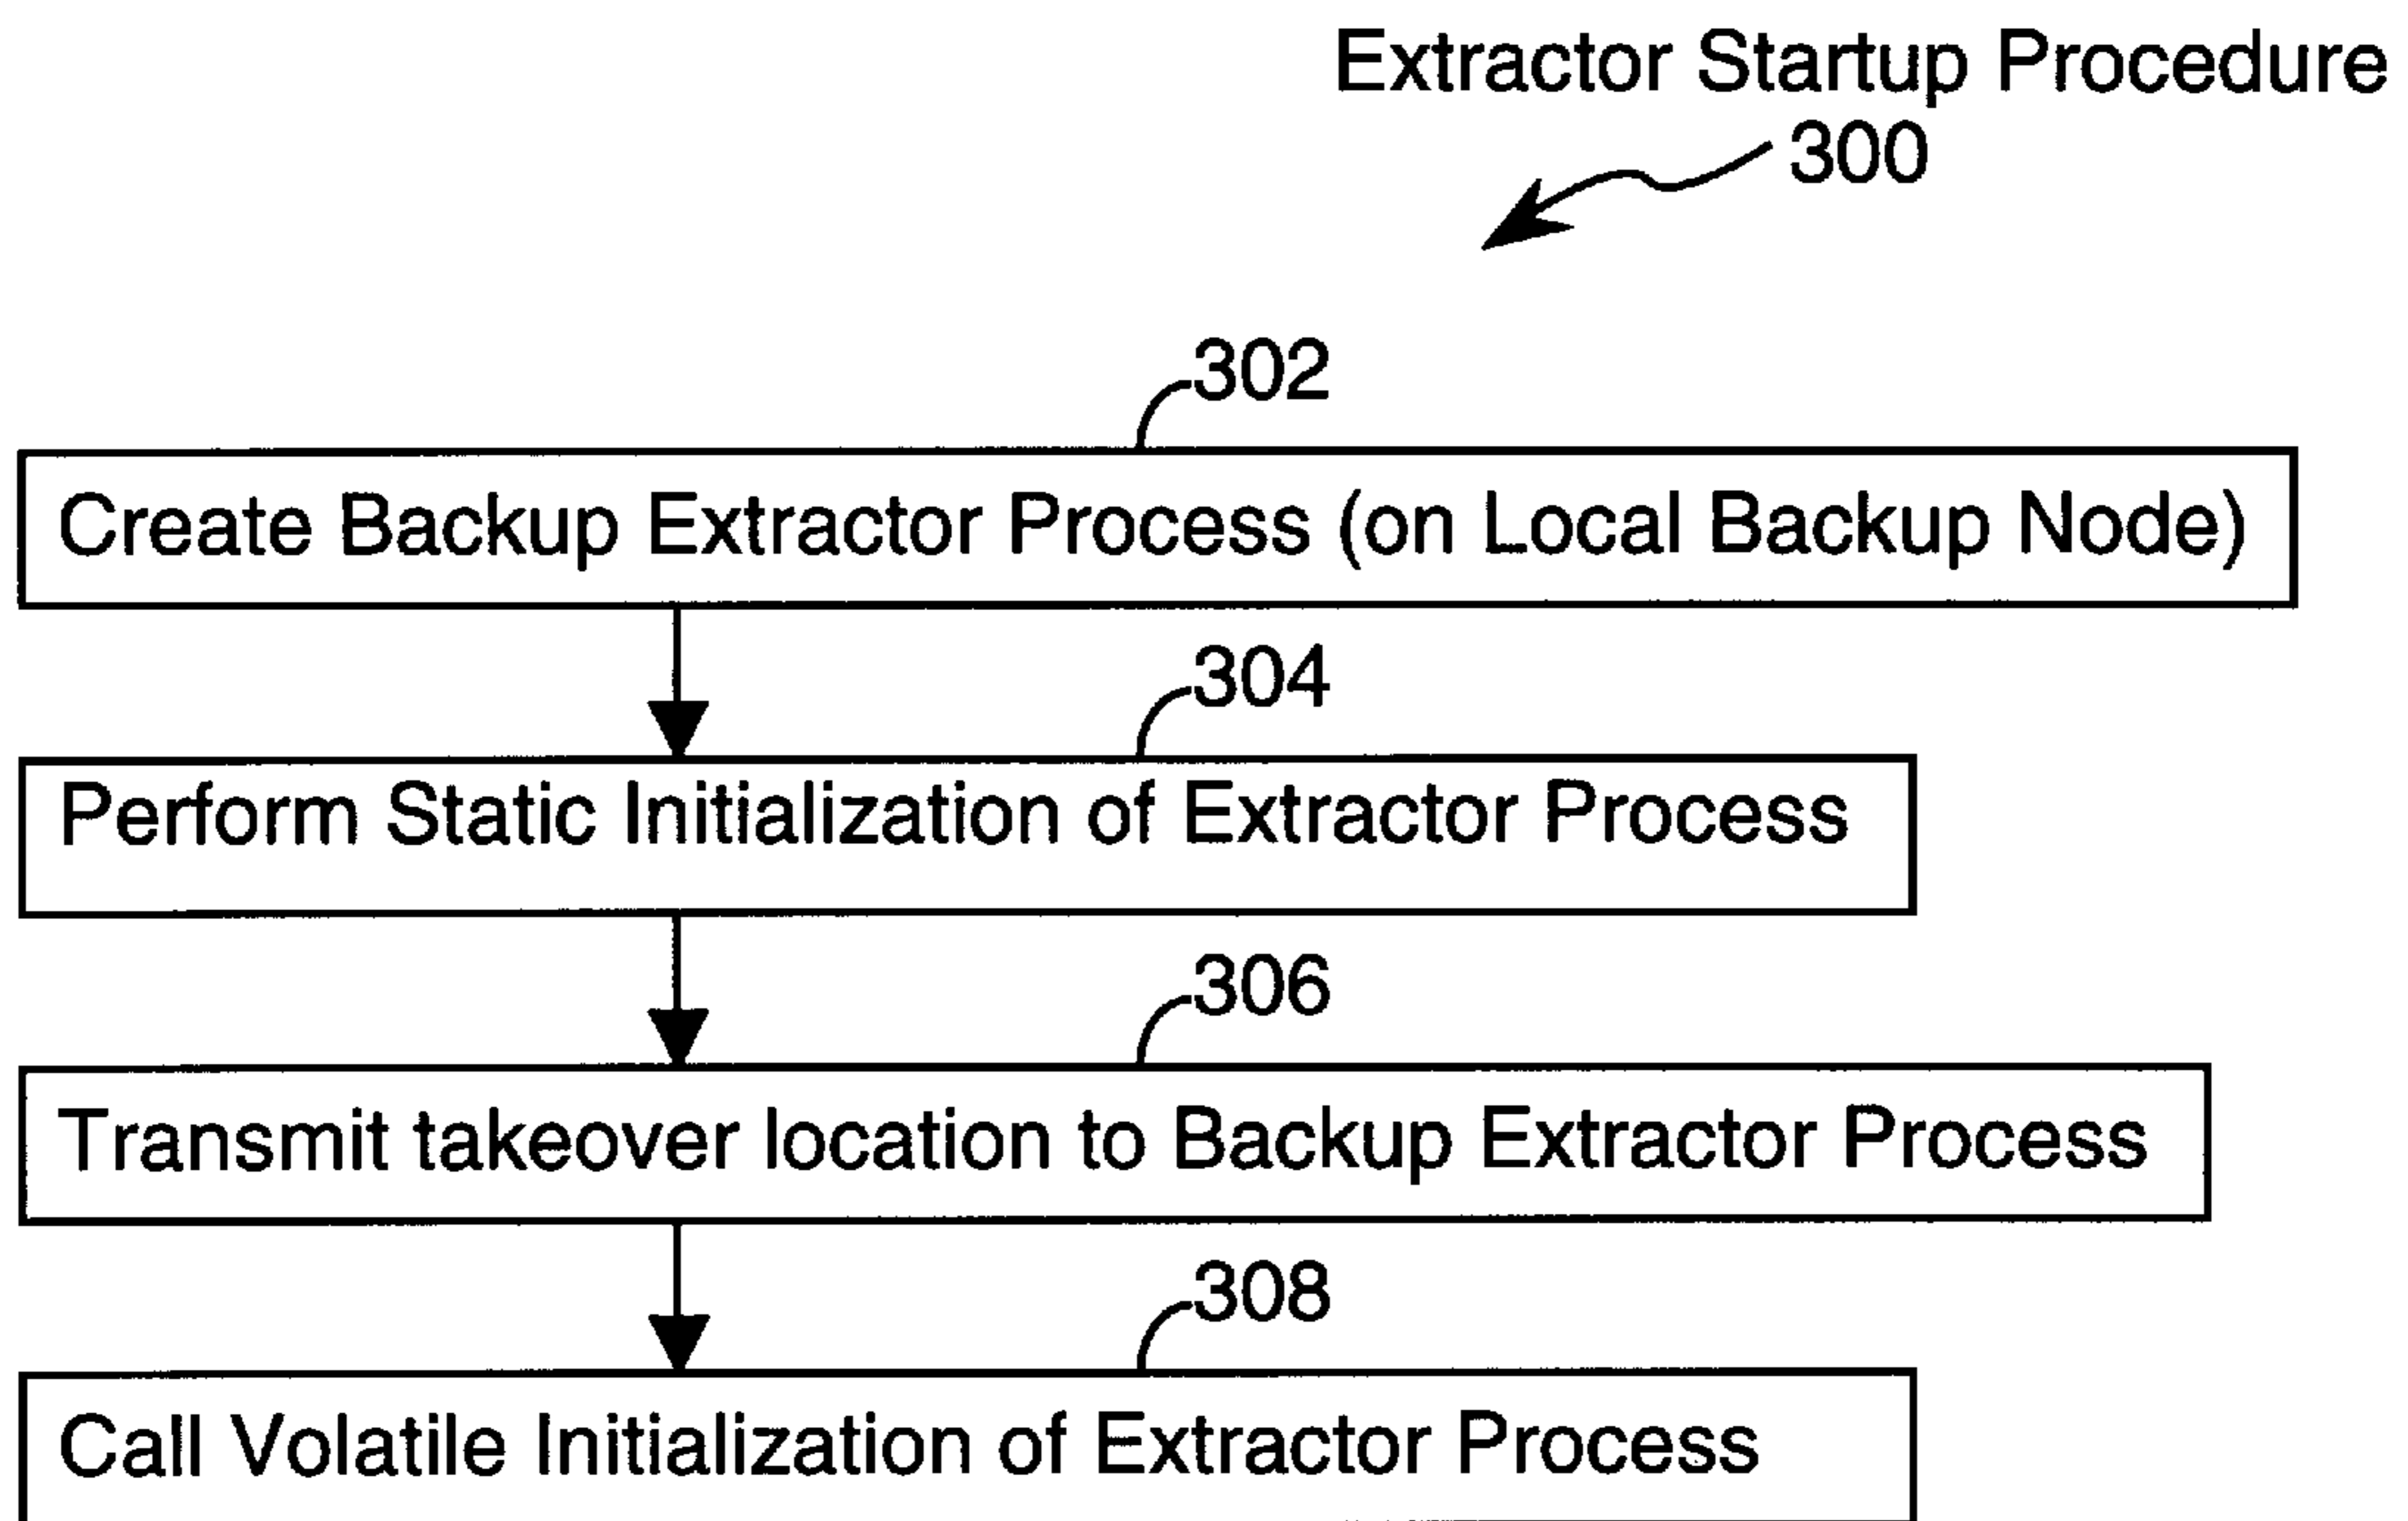 Extractor Startup Procedure
300
302
Create Backup Extractor Process (on Local Backup Node)
304
Perform Static Initialization of Extractor Process
306
Transmit takeover location to Backup Extractor Process
308
Call Volatile Initialization of Extractor Process